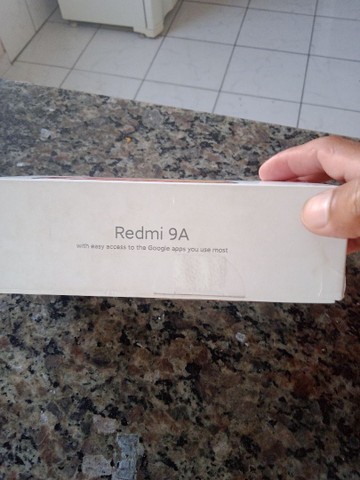 Redmi 9A
with easy access to the Google apps you use most